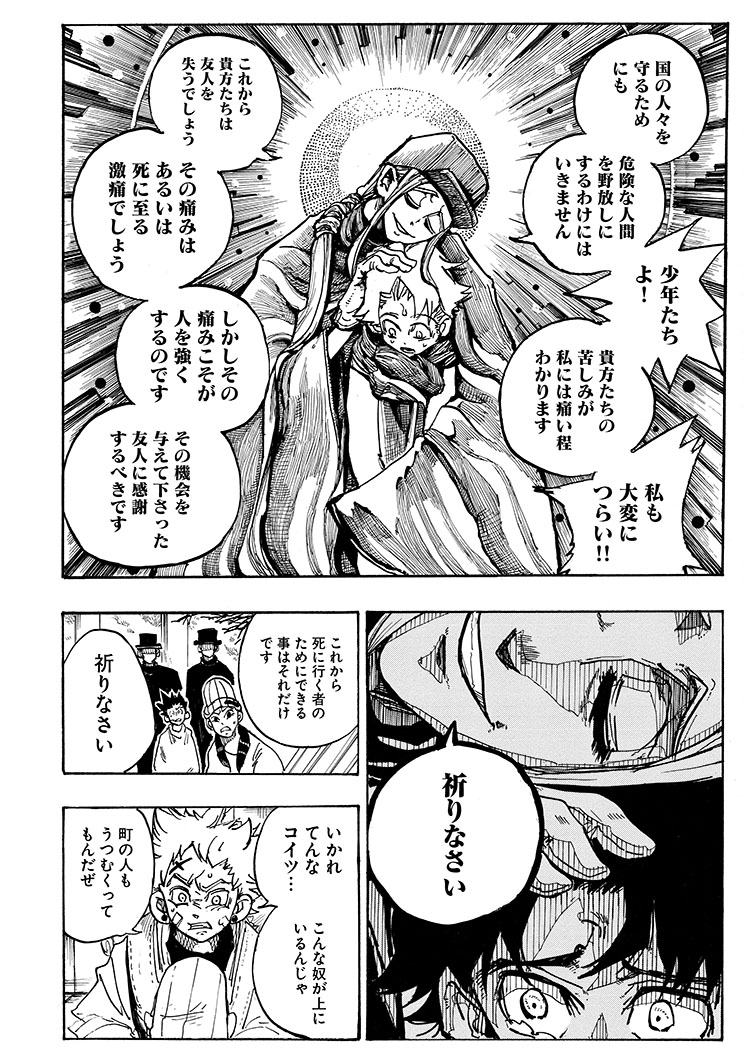 国の人々を
守るため
にも
危険な人間
を野放しに
するわけには
いきません
少年たち
よ！
貴方たちの
苦しみが
私には痛い程
わかります
私も
大変に
つらい!!
これから
貴方たちは
友人を
失うでしょう
その痛みは
あるいは
死に至る
激痛でしょう
しかしその
痛みこそが
人を強く
するのです
その機会を
与えて下さった
友人に感謝
するべきです
祈りなさい
これから
死に行く者の
ためにできる
事はそれだけ
です
祈りなさい
いかれ
てんな
コイツ…
こんな奴が上に
いるんじゃ
町の人も
うつむくって
もんだぜ